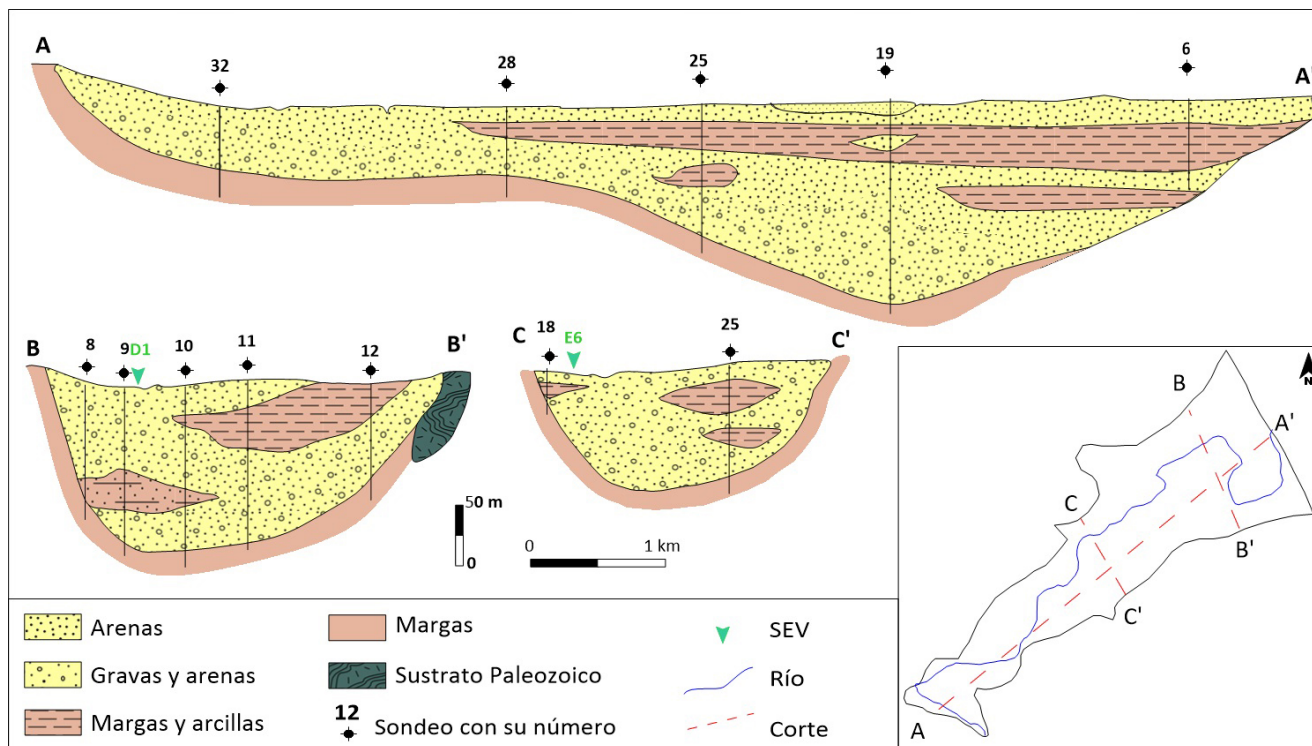 A 32 28 25 19 6 A'
B 8 9 D1 10 11 12 B'
C 18 E6 25 C'
50 m
0
0 1 km
Arenas
Gravas y arenas
Margas y arcillas
Margas
Sustrato Paleozoico
12 Sondeo con su número
SEV
Río
Corte
N
B
A'
C
B'
C'
A